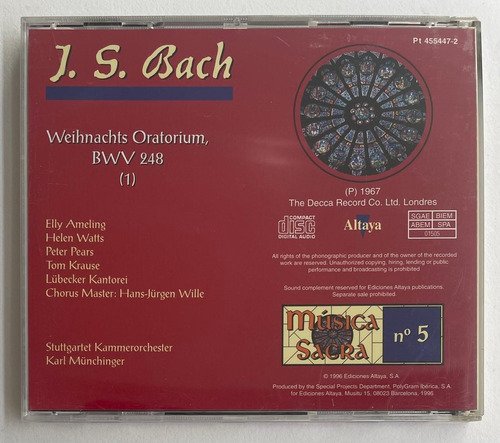 J. S. Bach
Pt 455447-2
Weihnachts Oratorium,
BWV 248
(1)
(P) 1967
The Decca Record Co. Ltd. Londres
COMPACT
disc
DIGITAL AUDIO
Altaya
SGAE BIEM
ABEM SPA
01505
Elly Ameling
Helen Watts
Peter Pears
Tom Krause
Lübecker Kantorei
Chorus Master: Hans-Jürgen Wille
Stuttgartet Kammerorchester
Karl Münchinger
All rights of the phonographic producer and of the owner of the recorded
work are reserved. Unauthorized copying, hiring, lending or public
performance and broadcasting is prohibited
Sound complement reserved for Ediciones Altaya publications.
Separate sale prohibited.
Música
Sacra
nº 5
© 1996 Ediciones Altaya, S.A.
Produced by the Special Projects Department. PolyGram Ibérica, S.A.
for Ediciones Altaya, Musitu 15, 08023 Barcelona, 1996.